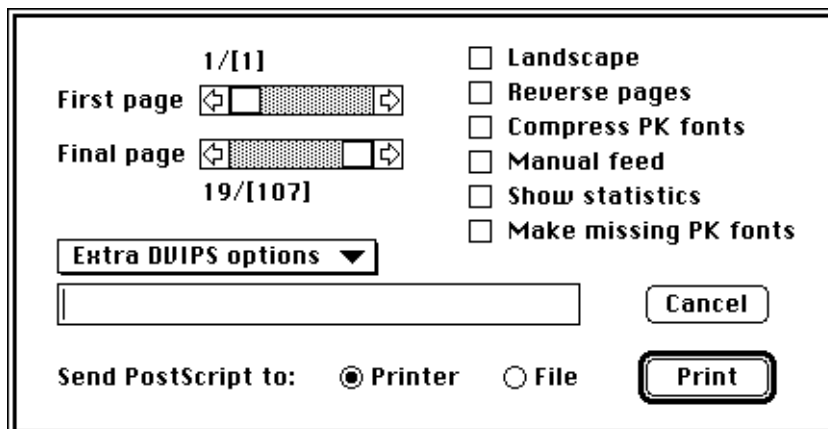 1/[1]
First page
Final page
19/[107]
Landscape
Reverse pages
Compress PK fonts
Manual feed
Show statistics
Make missing PK fonts
Extra DVIPS options
Cancel
Send PostScript to: Printer File
Print